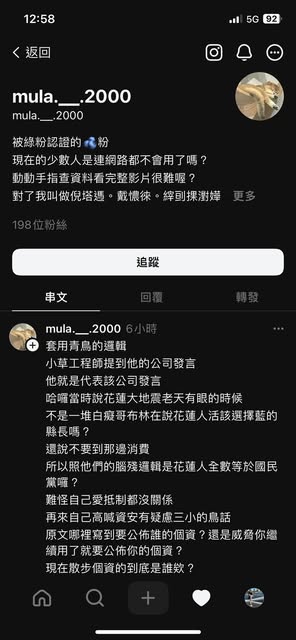 12:58
5G 92
返回
mula.__.2000
mula.__.2000
被綠粉認證的 粉
現在的少數人是連網路都不會用了嗎？
動動手指查資料看完整影片很難喔？
對了我叫做倪塔遇。戴懷徠。 更多
198位粉絲
追蹤
串文 回覆 轉發
mula.__.2000 6小時
套用青鳥的邏輯
小草工程師提到他的公司發言
他就是代表該公司發言
哈囉當時說花蓮大地震老天有眼的時候
不是一堆白癡哥布林在說花蓮人活該選擇藍的
縣長嗎？
還說不要到那邊消費
所以照他們的腦殘邏輯是花蓮人全數等於國民
黨囉？
難怪自己愛抵制都沒關係
再來自己高喊資安有疑慮三小的鳥話
原文哪裡寫到要公佈誰的個資？還是威脅你繼
續用了就要公佈你的個資？
現在散步個資的到底是誰欸？